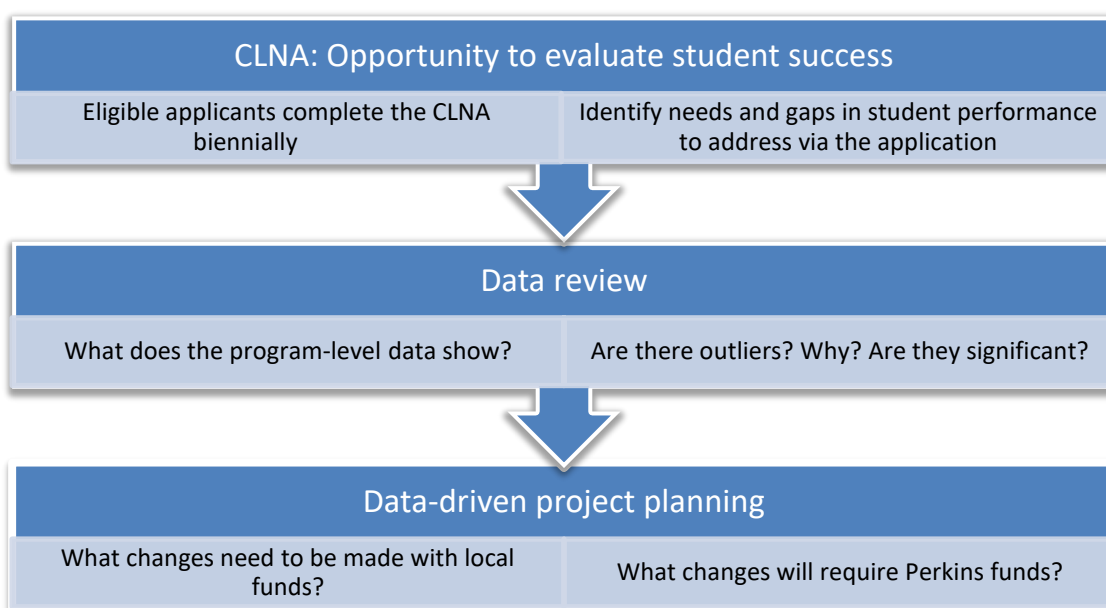 CLNA: Opportunity to evaluate student success
Eligible applicants complete the CLNA
biennially
Identify needs and gaps in student performance
to address via the application
Data review
What does the program-level data show?
Are there outliers? Why? Are they significant?
Data-driven project planning
What changes need to be made with local
funds?
What changes will require Perkins funds?